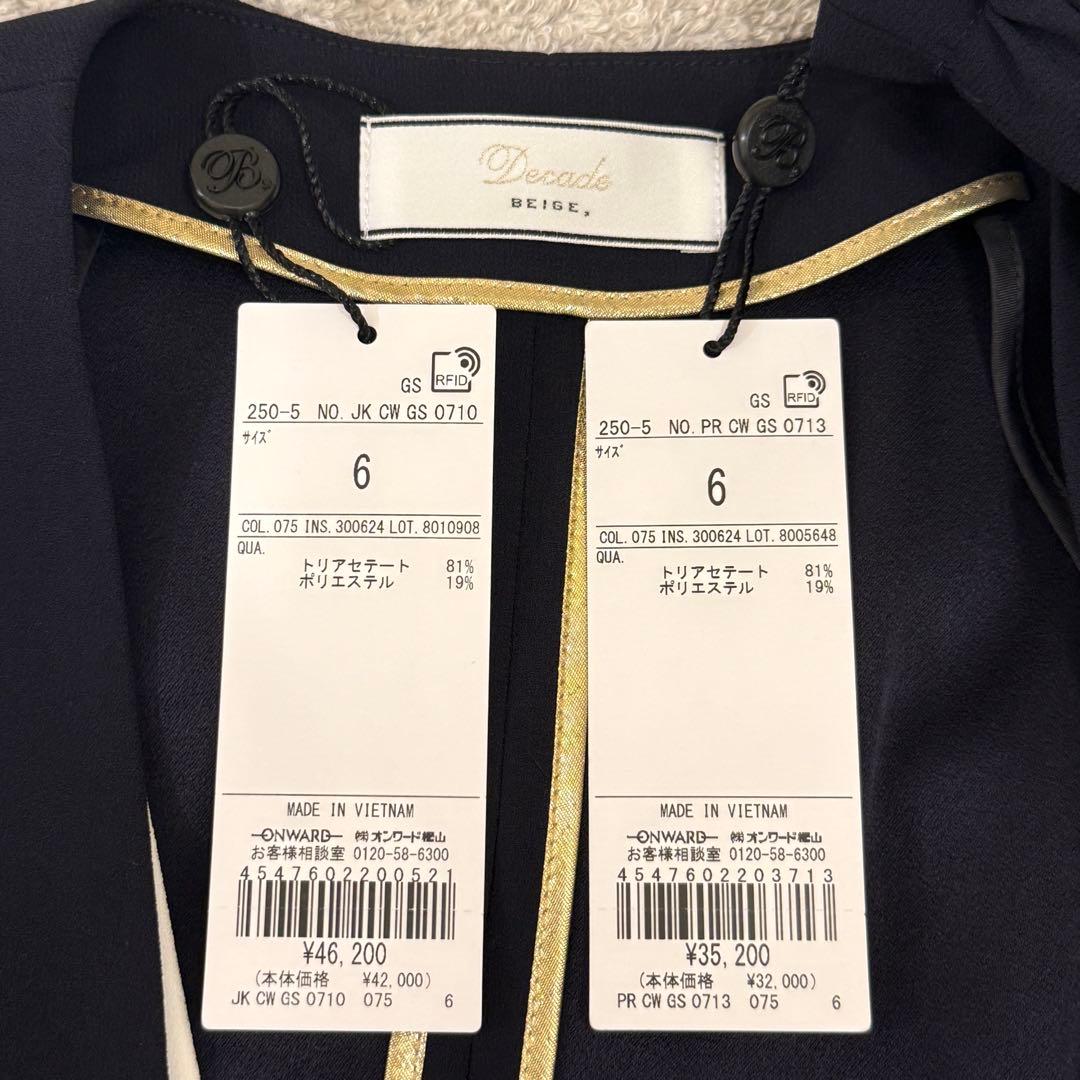 Decade
BEIGE,
B.
B.
GS RFID
250-5 NO. JK CW GS 0710
サイズ
6
COL. 075 INS. 300624 LOT. 8010908
QUA.
トリアセテート 81%
ポリエステル 19%
MADE IN VIETNAM
ONWARD ㈱オンワード樫山
お客様相談室 0120-58-6300
4547602200521
¥46,200
(本体価格 ¥42,000)
JK CW GS 0710 075 6
GS RFID
250-5 NO. PR CW GS 0713
サイズ
6
COL. 075 INS. 300624 LOT. 8005648
QUA.
トリアセテート 81%
ポリエステル 19%
MADE IN VIETNAM
ONWARD ㈱オンワード樫山
お客様相談室 0120-58-6300
4547602203713
¥35,200
(本体価格 ¥32,000)
PR CW GS 0713 075 6